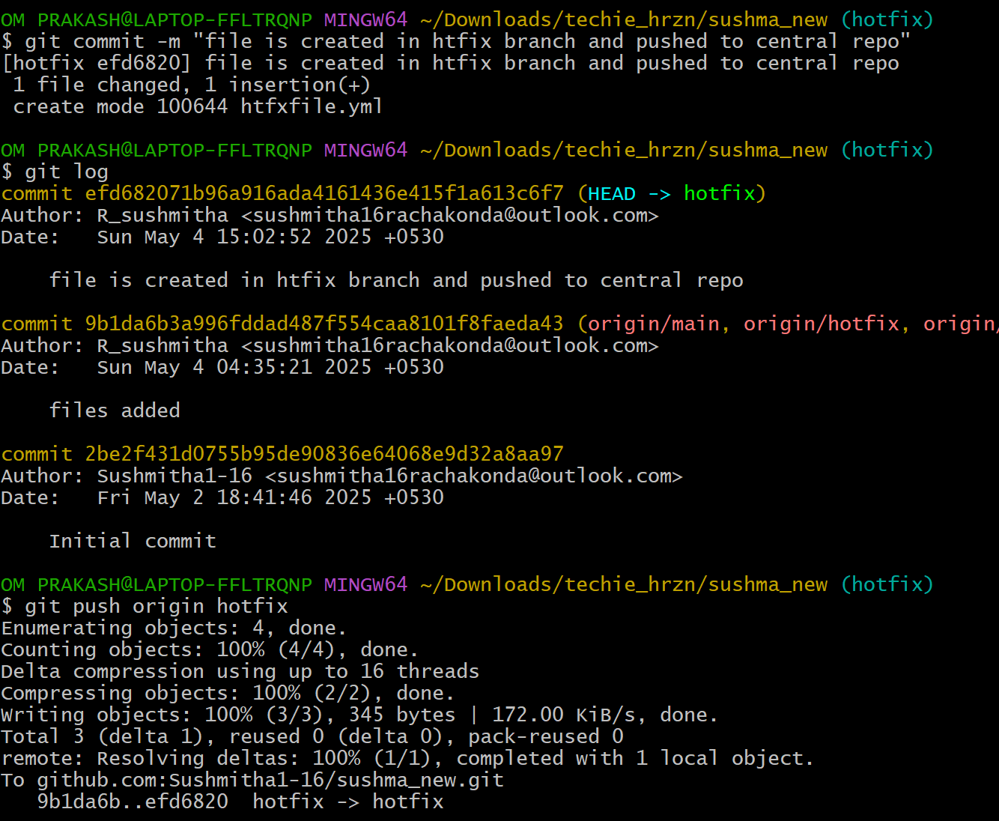 OM PRAKASH@LAPTOP-FFLTRQNP MINGW64 ~/Downloads/techie_hrzn/sushma_new (hotfix)
$ git commit -m "file is created in htfix branch and pushed to central repo"
[hotfix efd6820] file is created in htfix branch and pushed to central repo
 1 file changed, 1 insertion(+)
 create mode 100644 htfxfile.yml

OM PRAKASH@LAPTOP-FFLTRQNP MINGW64 ~/Downloads/techie_hrzn/sushma_new (hotfix)
$ git log
commit efd682071b96a916ada4161436e415f1a613c6f7 (HEAD -> hotfix)
Author: R_sushmitha <sushmitha16rachakonda@outlook.com>
Date:   Sun May 4 15:02:52 2025 +0530

    file is created in htfix branch and pushed to central repo

commit 9b1da6b3a996fddad487f554caa8101f8faeda43 (origin/main, origin/hotfix, origin/
Author: R_sushmitha <sushmitha16rachakonda@outlook.com>
Date:   Sun May 4 04:35:21 2025 +0530

    files added

commit 2be2f431d0755b95de90836e64068e9d32a8aa97
Author: Sushmitha1-16 <sushmitha16rachakonda@outlook.com>
Date:   Fri May 2 18:41:46 2025 +0530

    Initial commit

OM PRAKASH@LAPTOP-FFLTRQNP MINGW64 ~/Downloads/techie_hrzn/sushma_new (hotfix)
$ git push origin hotfix
Enumerating objects: 4, done.
Counting objects: 100% (4/4), done.
Delta compression using up to 16 threads
Compressing objects: 100% (2/2), done.
Writing objects: 100% (3/3), 345 bytes | 172.00 KiB/s, done.
Total 3 (delta 1), reused 0 (delta 0), pack-reused 0
remote: Resolving deltas: 100% (1/1), completed with 1 local object.
To github.com:Sushmitha1-16/sushma_new.git
   9b1da6b..efd6820  hotfix -> hotfix